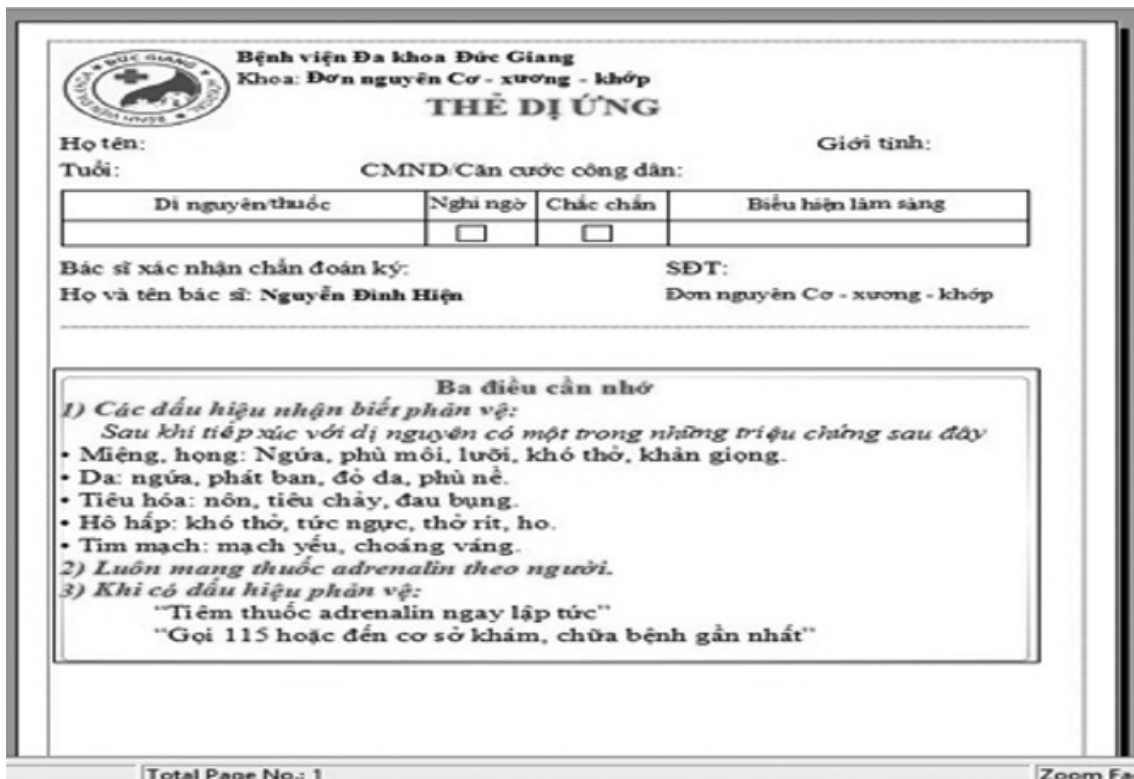 ĐỨC GIANG
Bệnh viện Đa khoa Đức Giang
Khoa: Đơn nguyên Cơ - xương - khớp
THẺ DỊ ỨNG
Họ tên: Giới tính:
Tuổi: CMND/Căn cước công dân:
Dị nguyên/thuốc Nghi ngờ Chắc chắn Biểu hiện lâm sàng
Bác sĩ xác nhận chẩn đoán ký: SĐT:
Họ và tên bác sĩ: Nguyễn Đình Hiện Đơn nguyên Cơ - xương - khớp
Ba điều cần nhớ
1) Các dấu hiệu nhận biết phản vệ:
Sau khi tiếp xúc với dị nguyên có một trong những triệu chứng sau đây
• Miệng, họng: Ngứa, phù môi, lưỡi, khó thở, khàn giọng.
• Da: ngứa, phát ban, đỏ da, phù nề.
• Tiêu hóa: nôn, tiêu chảy, đau bụng.
• Hô hấp: khó thở, tức ngực, thở rít, ho.
• Tim mạch: mạch yếu, choáng váng.
2) Luôn mang thuốc adrenalin theo người.
3) Khi có dấu hiệu phản vệ:
"Tiêm thuốc adrenalin ngay lập tức"
"Gọi 115 hoặc đến cơ sở khám, chữa bệnh gần nhất"
Total Page No.: 1 Zoom Fa